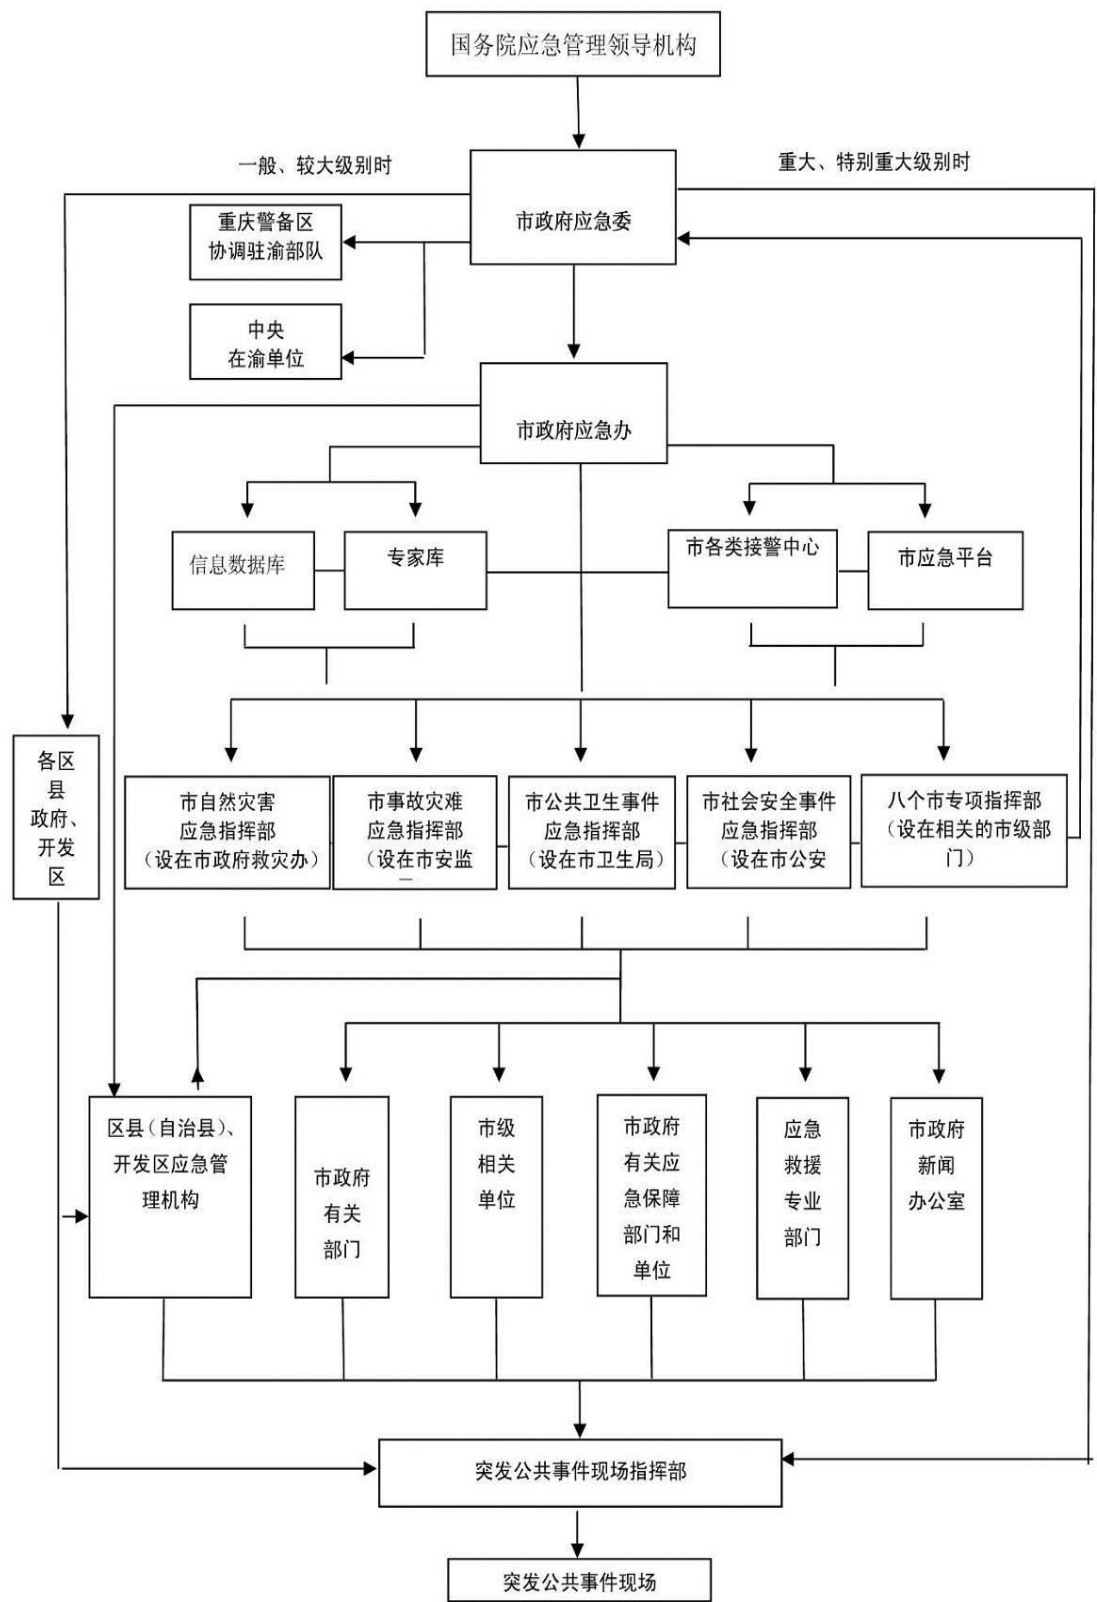 国务院应急管理领导机构
一般、较大级别时
重大、特别重大级别时
市政府应急委
重庆警备区
协调驻渝部队
中央
在渝单位
市政府应急办
信息数据库
专家库
市各类接警中心
市应急平台
各区
县
政府、
开发
区
市自然灾害
应急指挥部
（设在市政府救灾办）
市事故灾难
应急指挥部
（设在市安监
市公共卫生事件
应急指挥部
（设在市卫生局）
市社会安全事件
应急指挥部
（设在市公安
八个市专项指挥部
（设在相关的市级部
门）
区县（自治县）、
开发区应急管
理机构
市政府
有关
部门
市级
相关
单位
市政府
有关应
急保障
部门和
单位
应急
救援
专业
部门
市政府
新闻
办公室
突发公共事件现场指挥部
突发公共事件现场